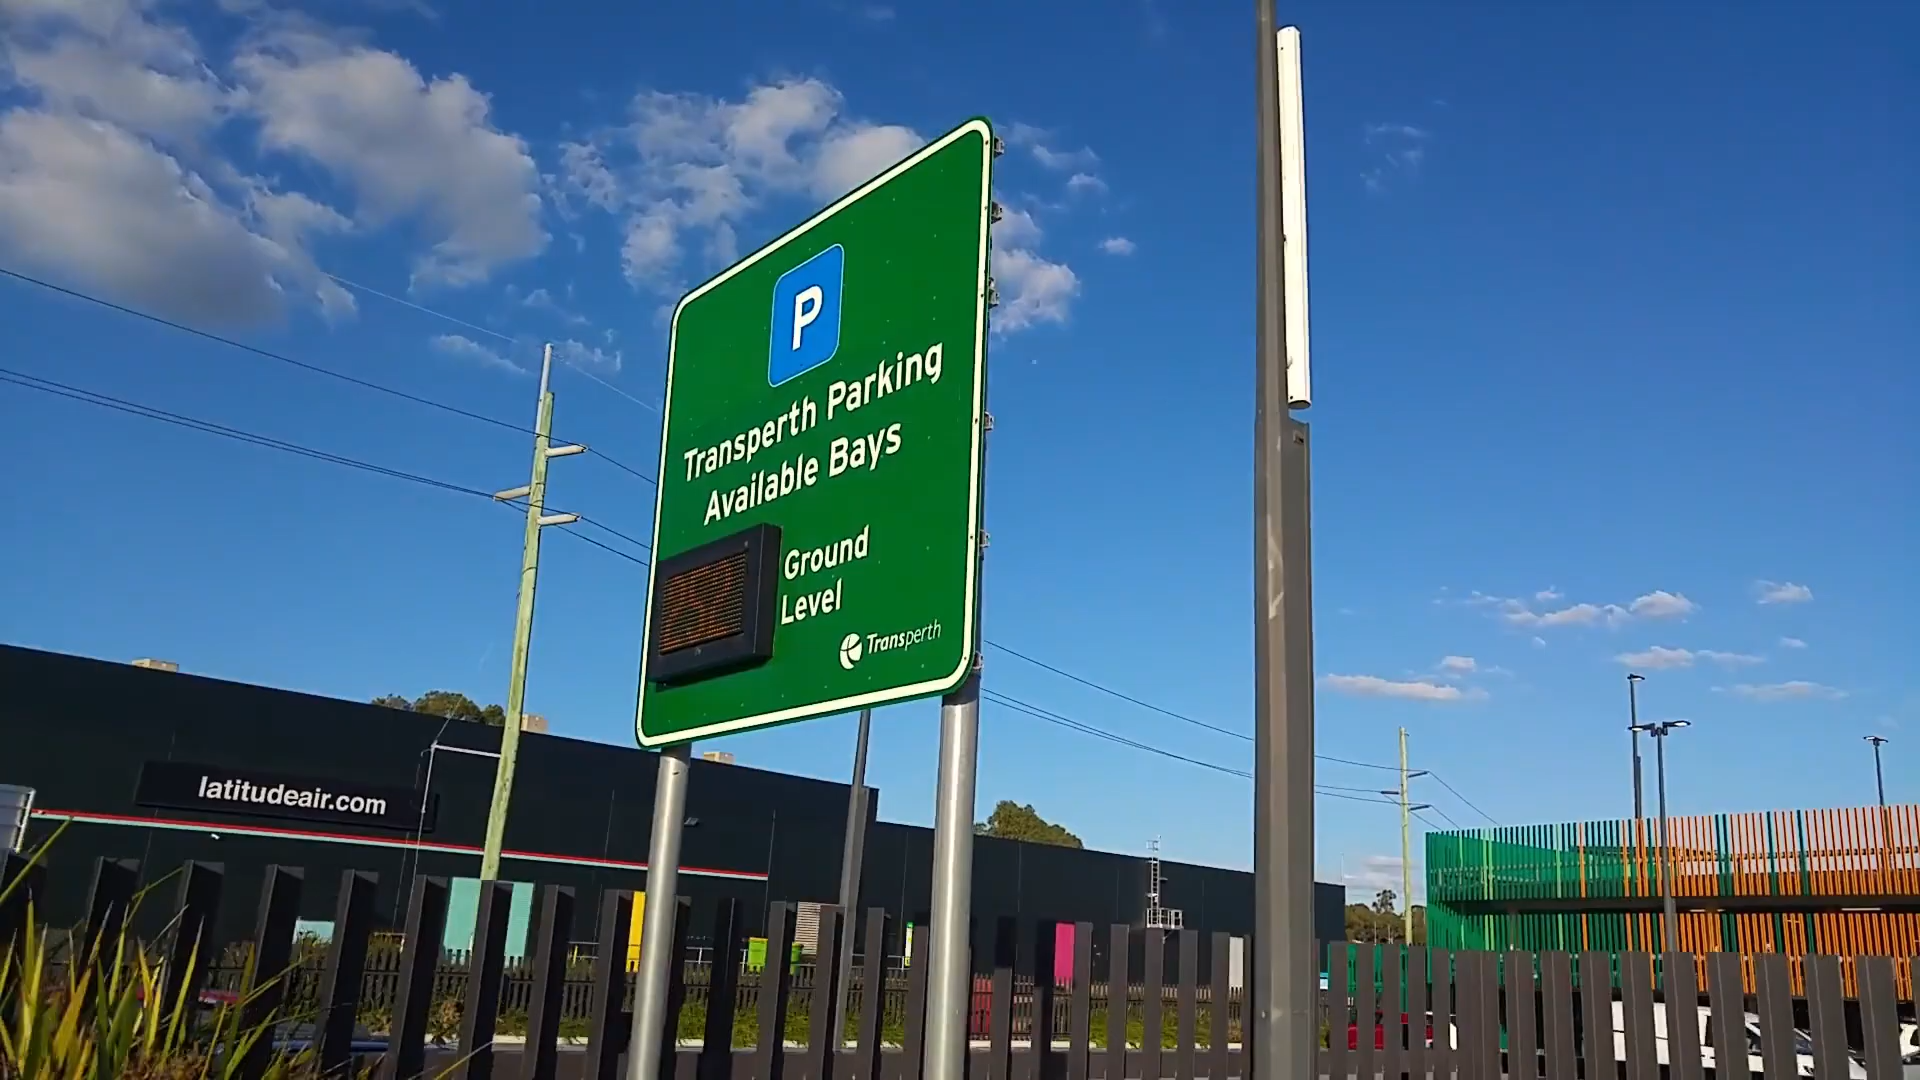 P
Transperth Parking
Available Bays
Ground
Level
Transperth
latitudeair.com